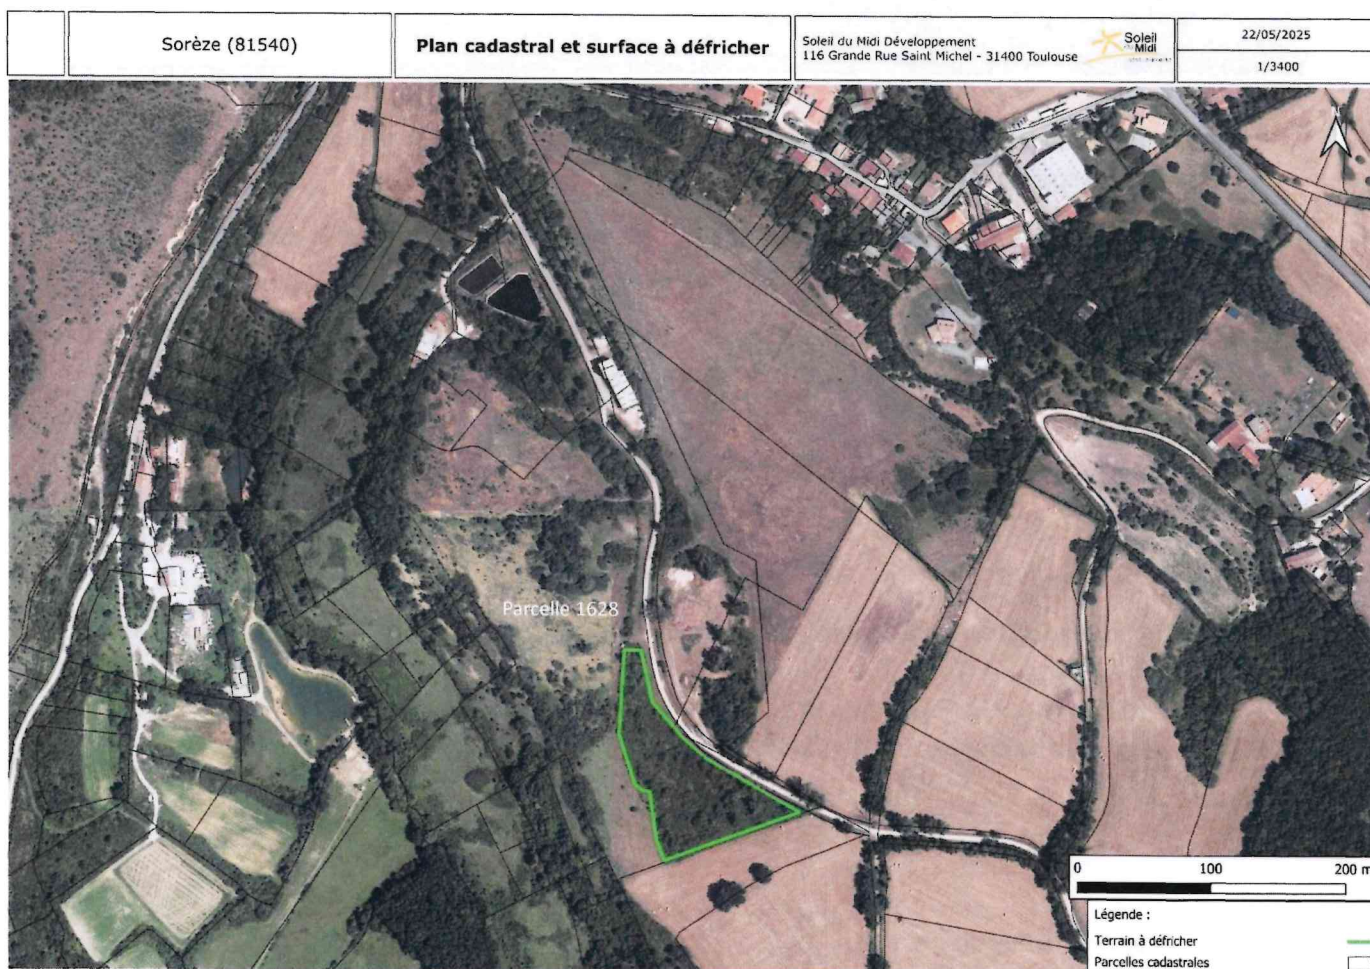 Sorèze (81540)
Plan cadastral et surface à défricher
Soleil du Midi Développement
116 Grande Rue Saint Michel - 31400 Toulouse
Soleil
du Midi
22/05/2025
1/3400
Parcelle 1628
0 100 200 m
Légende :
Terrain à défricher
Parcelles cadastrales